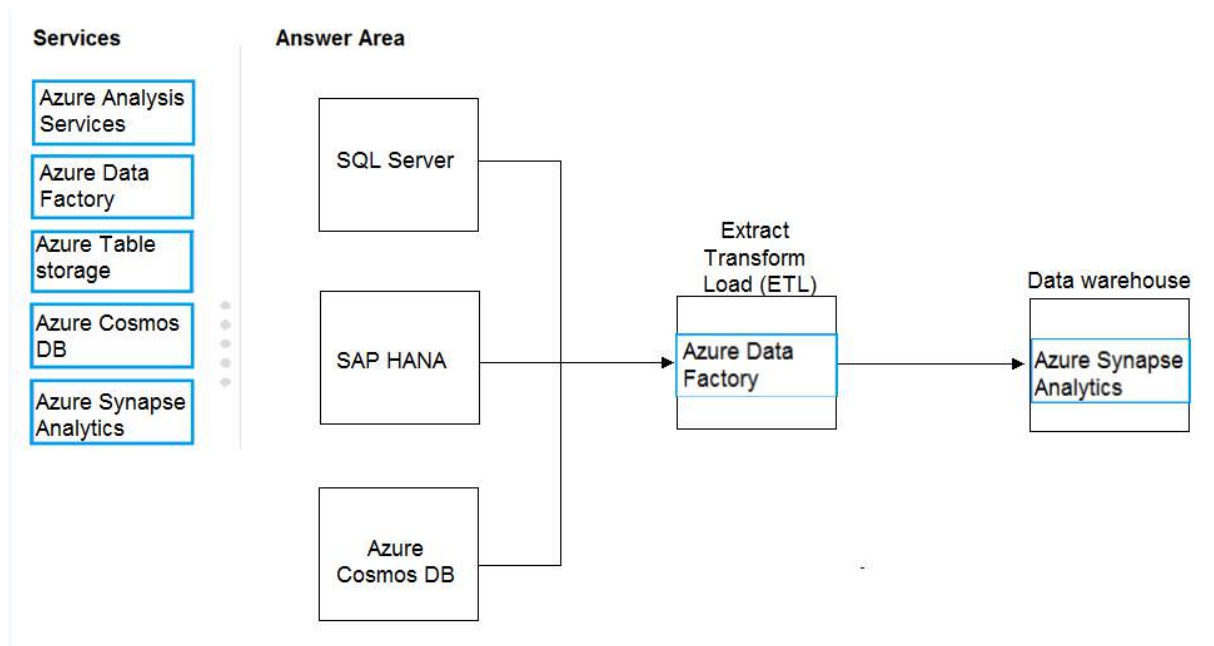 Services
Azure Analysis
Services
Azure Data
Factory
Azure Table
storage
Azure Cosmos
DB
Azure Synapse
Analytics
Answer Area
SQL Server
SAP HANA
Azure
Cosmos DB
Extract
Transform
Load (ETL)
Azure Data
Factory
Data warehouse
Azure Synapse
Analytics